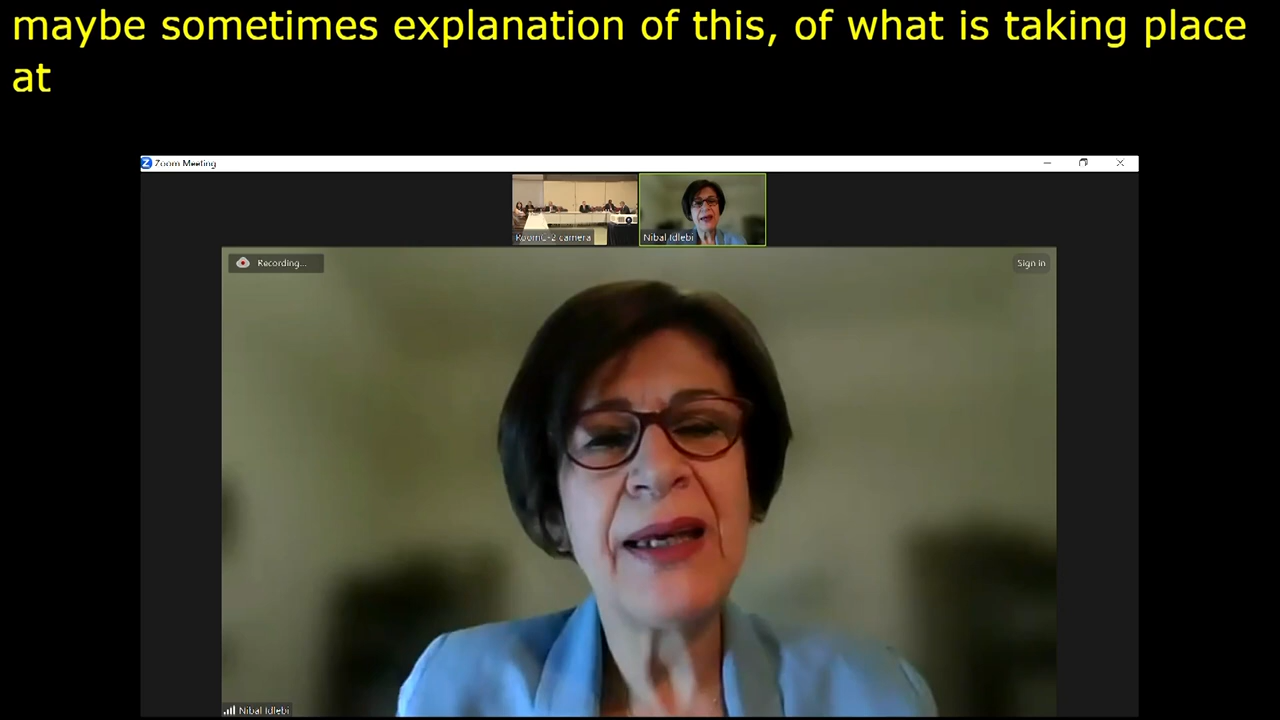 maybe sometimes explanation of this, of what is taking place
at
Zoom Meeting
RoomC-2 camera
Nibal Idlebi
Recording...
Sign in
Nibal Idlebi